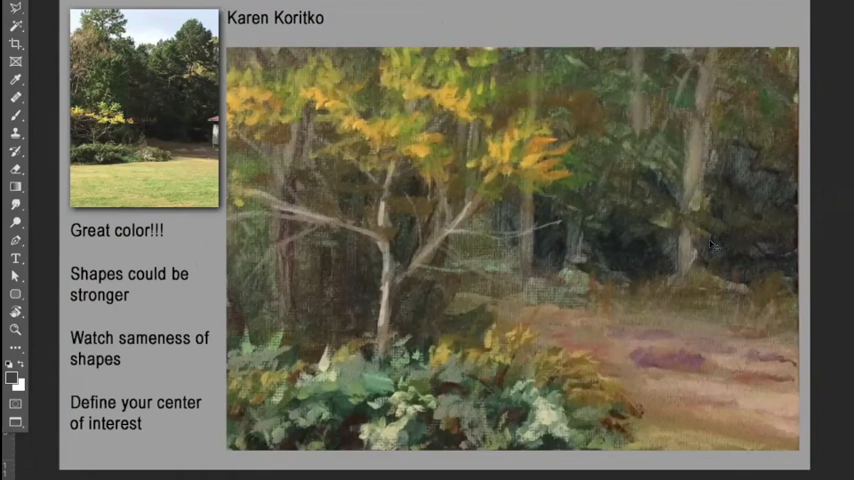 Karen Koritko
Great color!!!
Shapes could be
stronger
Watch sameness of
shapes
Define your center
of interest